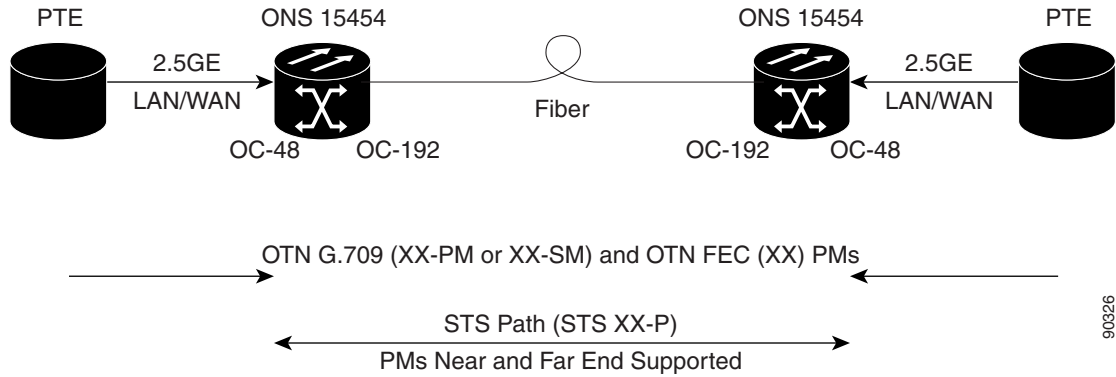 PTE
ONS 15454
ONS 15454
PTE
2.5GE
LAN/WAN
2.5GE
LAN/WAN
Fiber
OC-48
OC-192
OC-192
OC-48
OTN G.709 (XX-PM or XX-SM) and OTN FEC (XX) PMs
STS Path (STS XX-P)
PMs Near and Far End Supported
90326